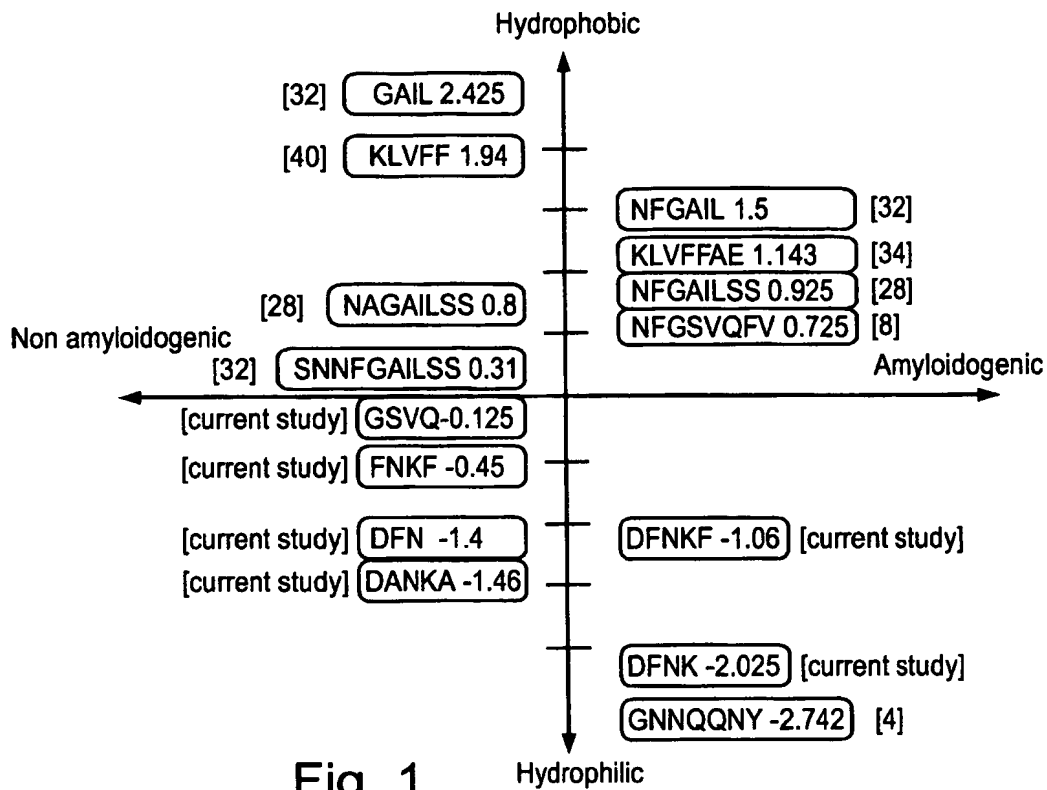 Hydrophobic
[32] GAIL 2.425
[40] KLVFF 1.94
NFGAIL 1.5 [32]
KLVFFAE 1.143 [34]
[28] NAGAILSS 0.8
NFGAILSS 0.925 [28]
NFGSVQFV 0.725 [8]
Non amyloidogenic
[32] SNNFGAILSS 0.31
Amyloidogenic
[current study] GSVQ-0.125
[current study] FNKF -0.45
[current study] DFN -1.4
DFNKF -1.06 [current study]
[current study] DANKA -1.46
DFNK -2.025 [current study]
GNNQQNY -2.742 [4]
Fig. 1
Hydrophilic